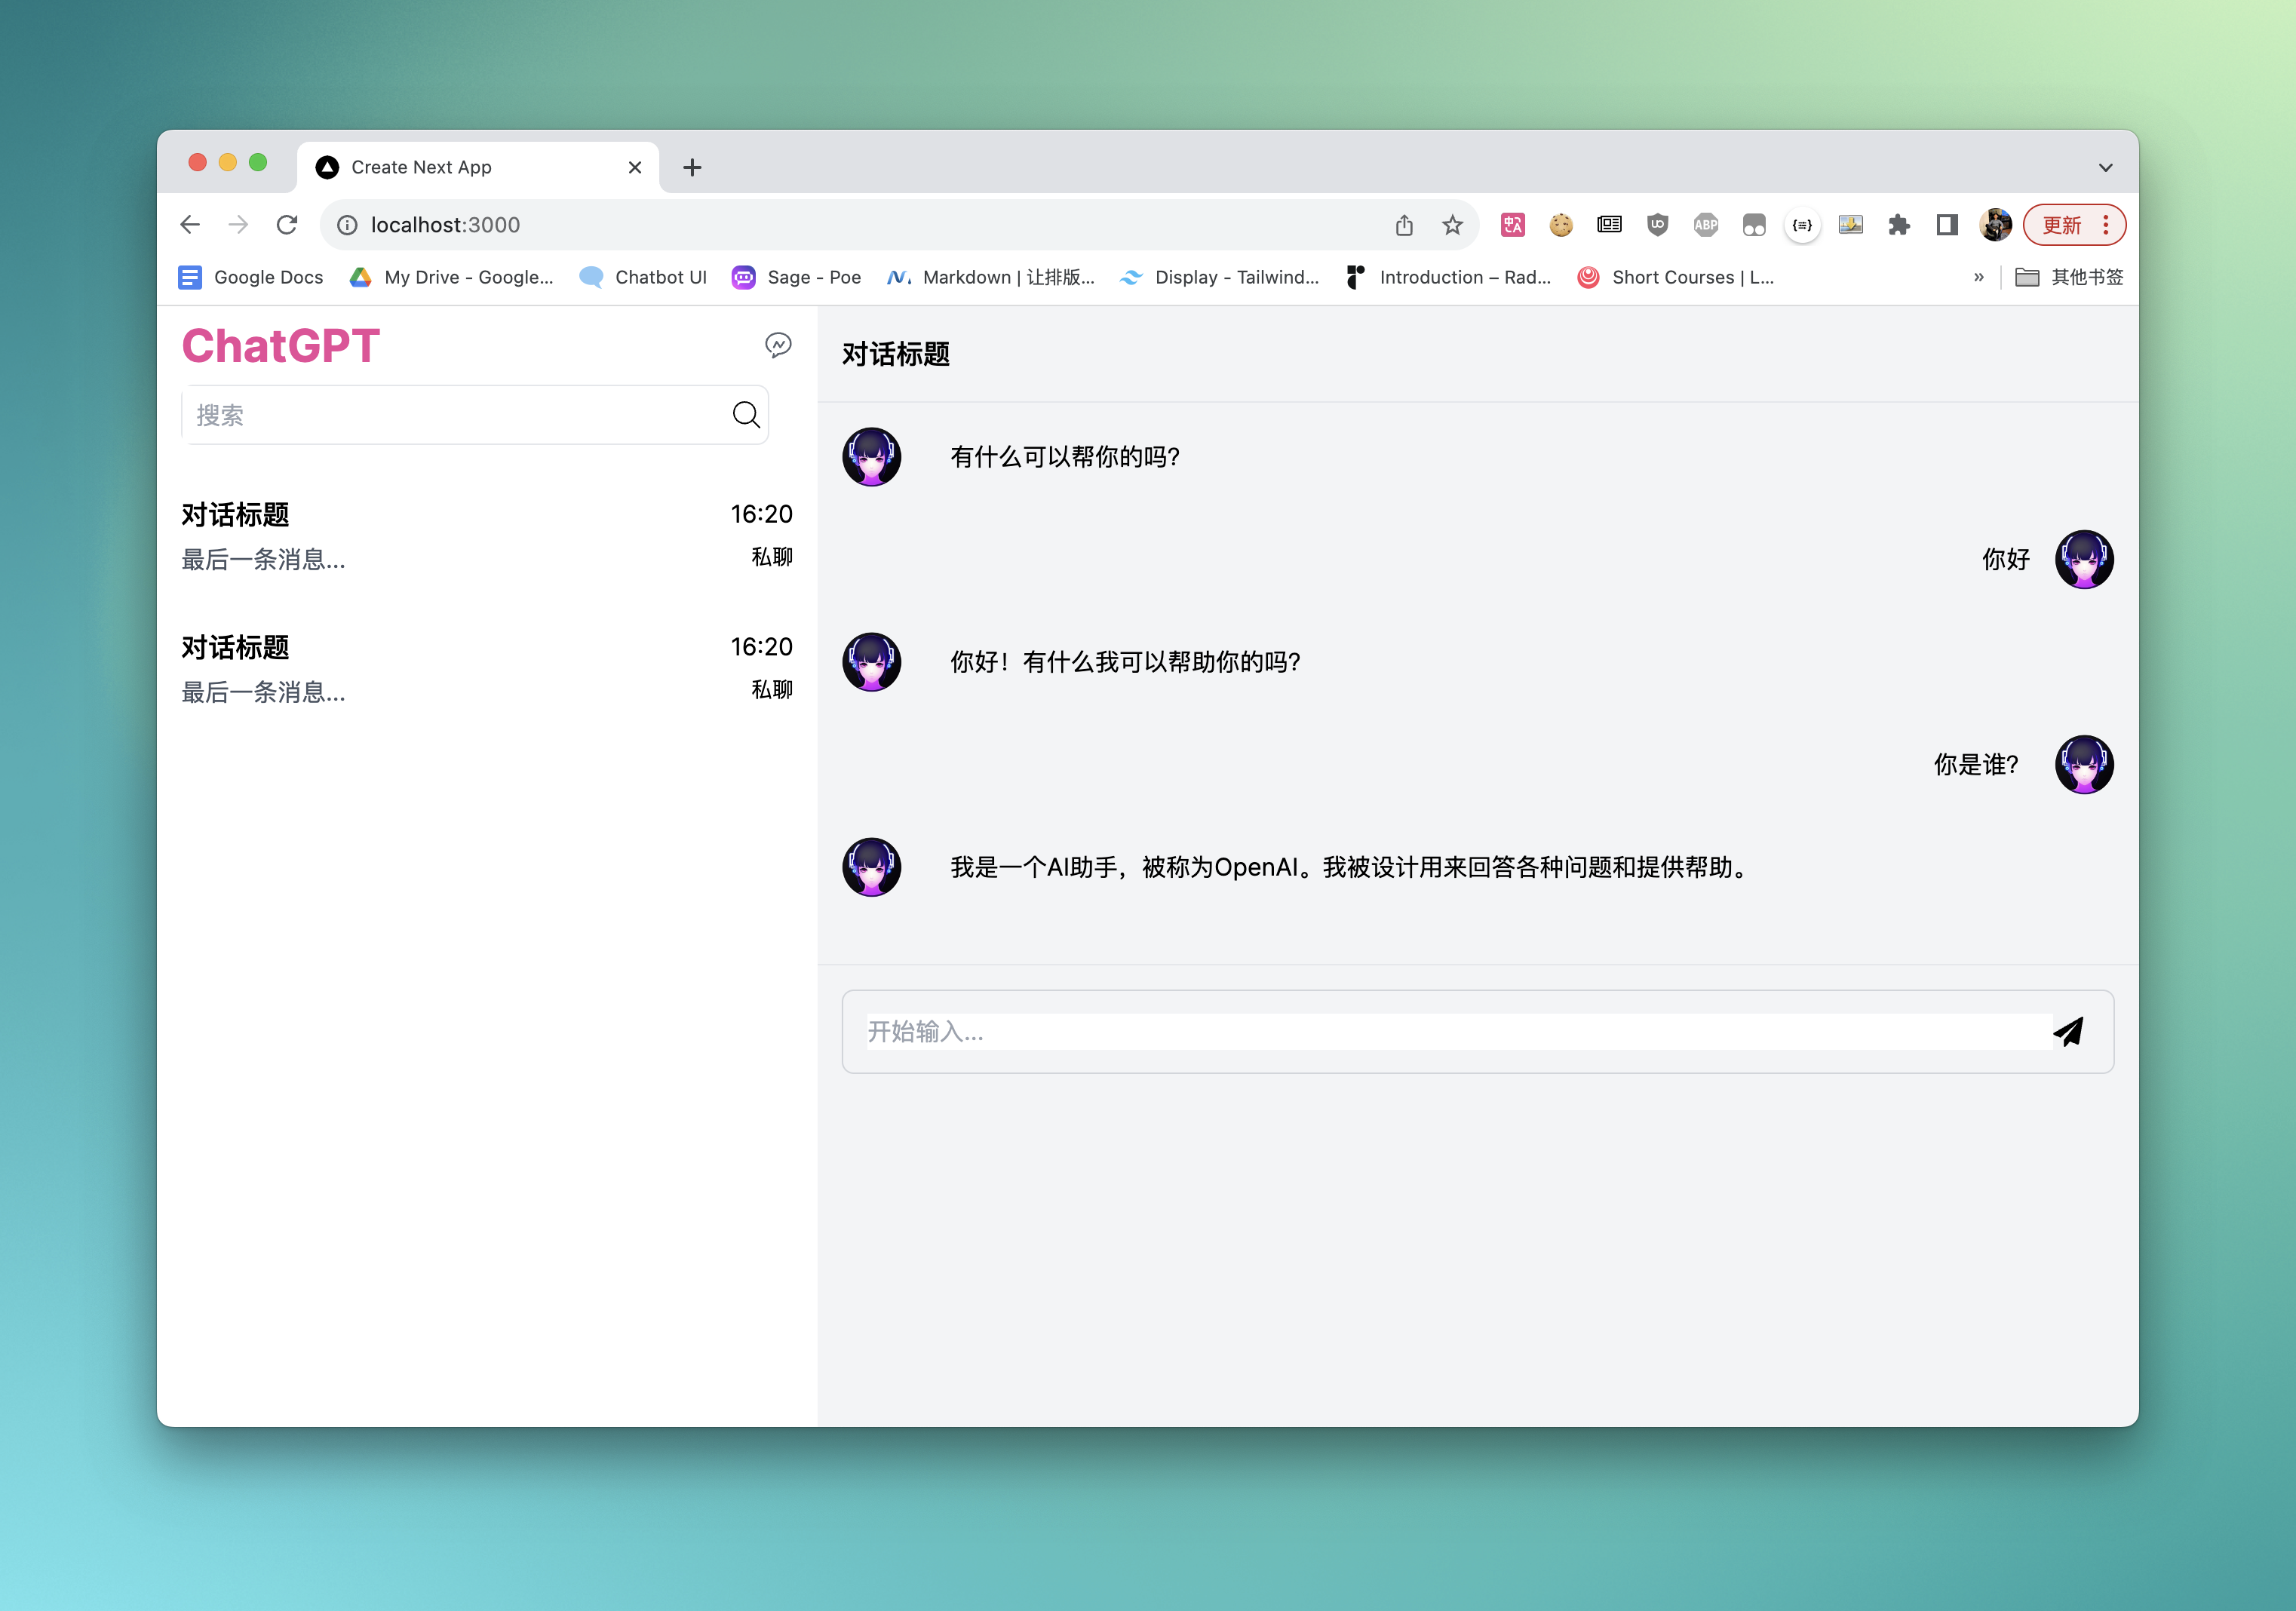 Create Next App
localhost:3000
更新
Google Docs
My Drive - Google...
Chatbot UI
Sage - Poe
Markdown | 让排版...
Display - Tailwind...
Introduction – Rad...
Short Courses | L...
»
其他书签
ChatGPT
搜索
对话标题
16:20
最后一条消息...
私聊
对话标题
16:20
最后一条消息...
私聊
对话标题
有什么可以帮你的吗?
你好
你好！有什么我可以帮助你的吗?
你是谁?
我是一个AI助手，被称为OpenAI。我被设计用来回答各种问题和提供帮助。
开始输入...